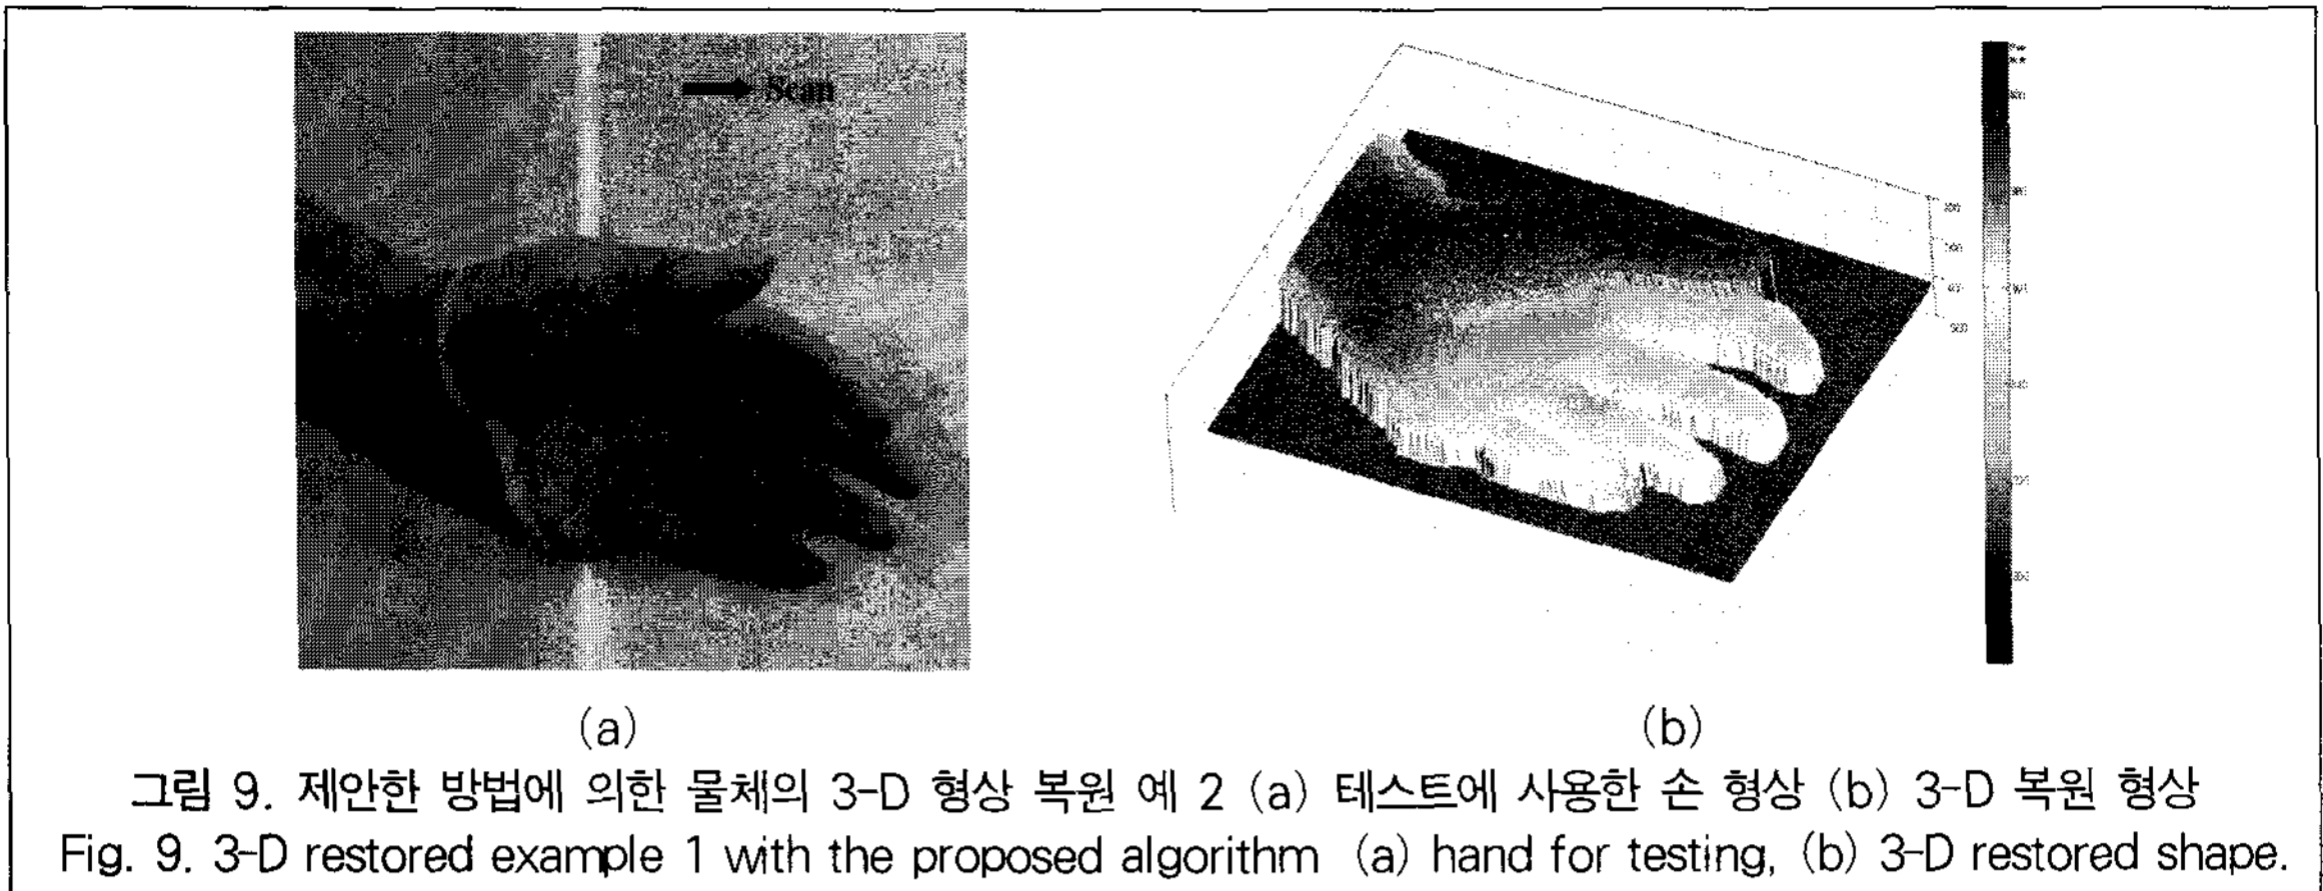 Scan
(a)
(b)
그림 9. 제안한 방법에 의한 물체의 3-D 형상 복원 예 2 (a) 테스트에 사용한 손 형상 (b) 3-D 복원 형상
Fig. 9. 3-D restored example 1 with the proposed algorithm (a) hand for testing, (b) 3-D restored shape.